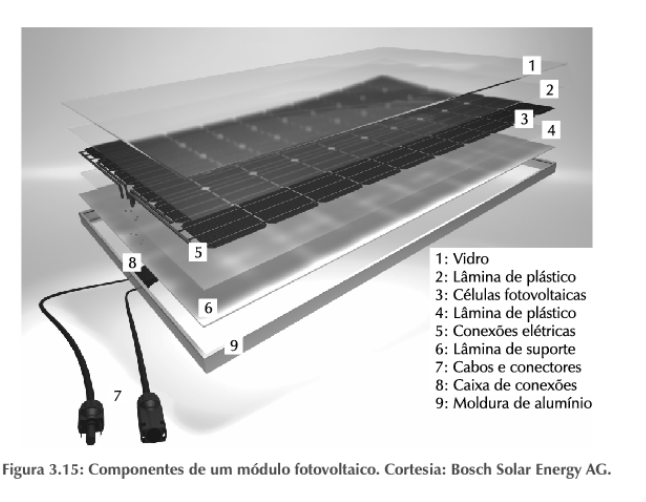 1
2
3
4
5
8
6
9
7
1: Vidro
2: Lâmina de plástico
3: Células fotovoltaicas
4: Lâmina de plástico
5: Conexões elétricas
6: Lâmina de suporte
7: Cabos e conectores
8: Caixa de conexões
9: Moldura de alumínio
Figura 3.15: Componentes de um módulo fotovoltaico. Cortesia: Bosch Solar Energy AG.